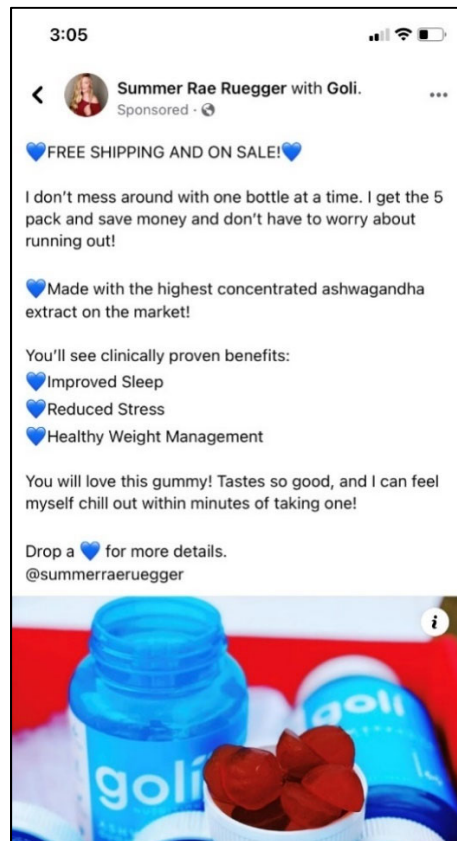 3:05
Summer Rae Ruegger with Goli.
Sponsored ·
💙FREE SHIPPING AND ON SALE!💙
I don't mess around with one bottle at a time. I get the 5
pack and save money and don't have to worry about
running out!
💙Made with the highest concentrated ashwagandha
extract on the market!
You'll see clinically proven benefits:
💙Improved Sleep
💙Reduced Stress
💙Healthy Weight Management
You will love this gummy! Tastes so good, and I can feel
myself chill out within minutes of taking one!
Drop a 💙 for more details.
@summerraeruegger
goli
goli